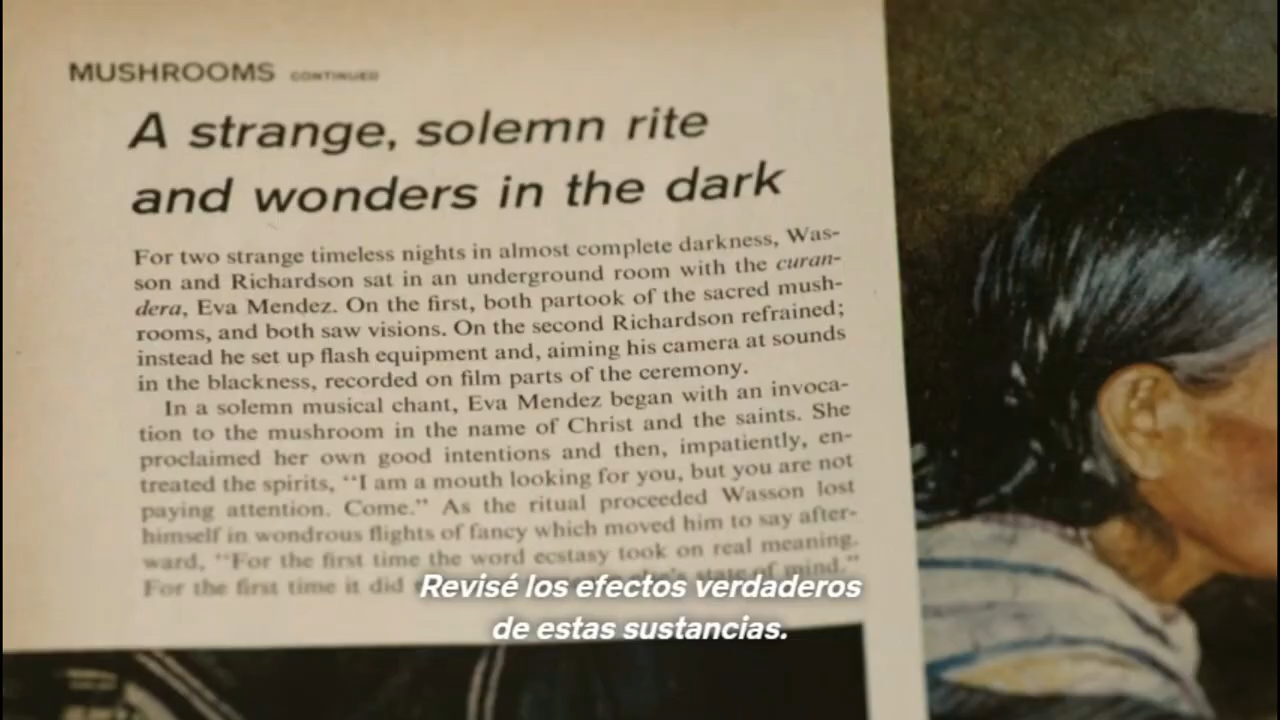 MUSHROOMS CONTINUED
A strange, solemn rite
and wonders in the dark
For two strange timeless nights in almost complete darkness, Was-
son and Richardson sat in an underground room with the curan-
dera, Eva Mendez. On the first, both partook of the sacred mush-
rooms, and both saw visions. On the second Richardson refrained;
instead he set up flash equipment and, aiming his camera at sounds
in the blackness, recorded on film parts of the ceremony.
In a solemn musical chant, Eva Mendez began with an invoca-
tion to the mushroom in the name of Christ and the saints. She
proclaimed her own good intentions and then, impatiently, en-
treated the spirits, “I am a mouth looking for you, but you are not
paying attention. Come.” As the ritual proceeded Wasson lost
himself in wondrous flights of fancy which moved him to say after-
ward, “For the first time the word ecstasy took on real meaning.
For the first time it did state of mind.”
Revisé los efectos verdaderos
de estas sustancias.